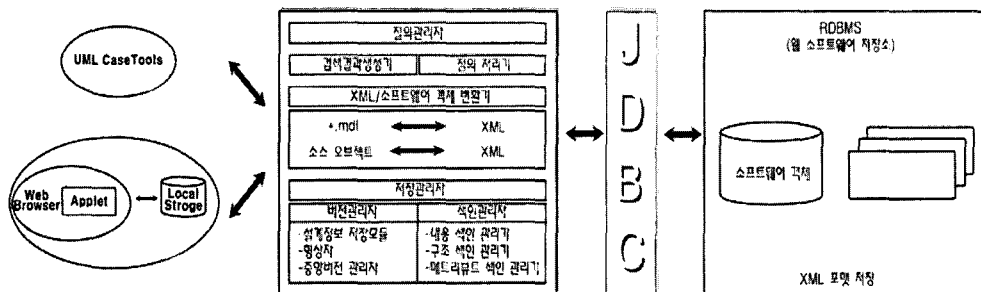 UML CaseTools
Web Browser
Applet
Local Stroge
질의관리자
검색결과생성기
질의 처리기
XML/소프트웨어 객체 변환기
*.mdl
XML
소스 오브젝트
XML
저장관리자
버전관리자
색인관리자
-설계정보 저장모듈
-형상자
-중앙버전 관리자
-내용 색인 관리기
-구조 색인 관리기
-메트리뷰트 색인 관리기
J
D
B
C
RDBMS
(웹 소프트웨어 저장소)
소프트웨어 객체
XML 포맷 저장